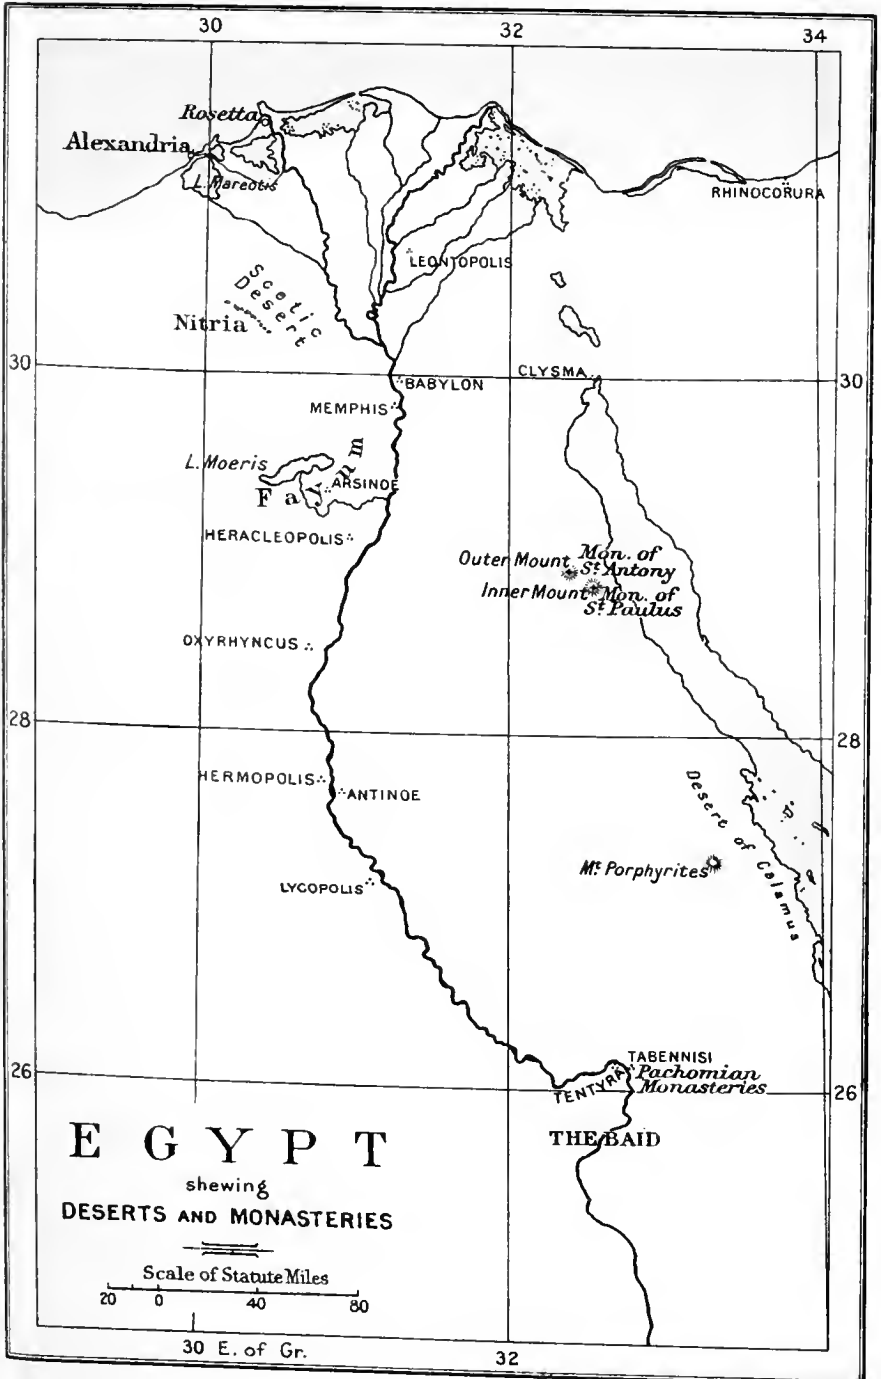 30 32 34
Rosetta
Alexandria
L. Mareotis
RHINOCORURA
LEONTOPOLIS
Scetic
Desert
Nitria
30 30
CLYSMA
BABYLON
MEMPHIS
L. Moeris
Fayum
ARSINOE
HERACLEOPOLIS
Outer Mount
Mon. of
St. Antony
Inner Mount
Mon. of
St. Paulus
OXYRHYNCUS
28 28
HERMOPOLIS
ANTINOE
Desert of Calamus
Mt. Porphyrites
LYCOPOLIS
TABENNISI
Pachomian
Monasteries
TENTYRA
26 26
THE BAID
EGYPT
shewing
DESERTS AND MONASTERIES
Scale of Statute Miles
20 0 40 80
30 E. of Gr. 32